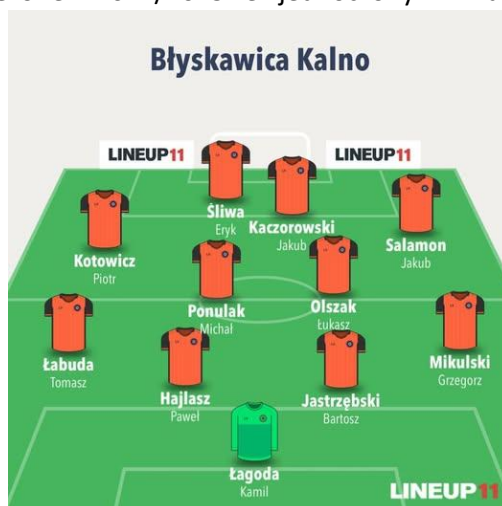 Błyskawica Kalno
LINEUP11
LINEUP11
Śliwa
Eryk
Kaczorowski
Jakub
Kotowicz
Piotr
Salamon
Jakub
Ponulak
Michał
Olszak
Łukasz
Łabuda
Tomasz
Mikulski
Grzegorz
Hajlasz
Paweł
Jastrzębski
Bartosz
Łagoda
Kamil
LINEUP11